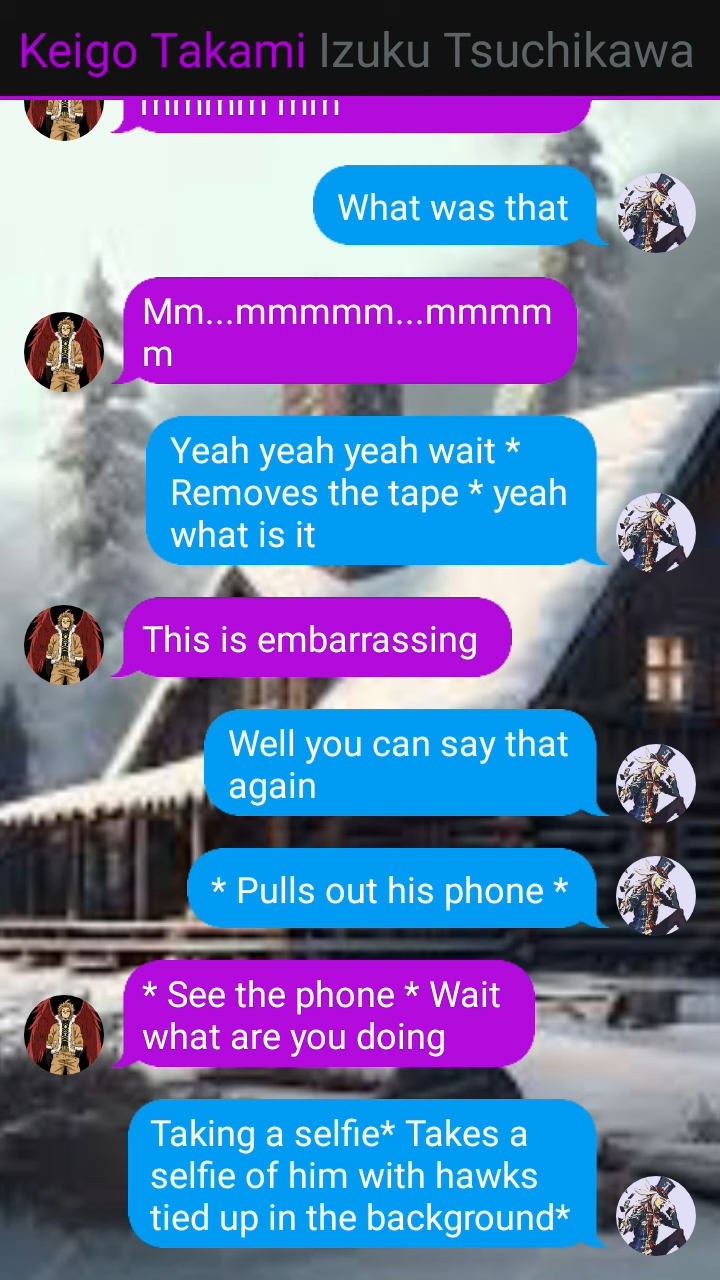 Keigo Takami Izuku Tsuchikawa
mmmm mm
What was that
Mm...mmmmm...mmmm
m
Yeah yeah yeah wait *
Removes the tape * yeah
what is it
This is embarrassing
Well you can say that
again
* Pulls out his phone *
* See the phone * Wait
what are you doing
Taking a selfie* Takes a
selfie of him with hawks
tied up in the background*